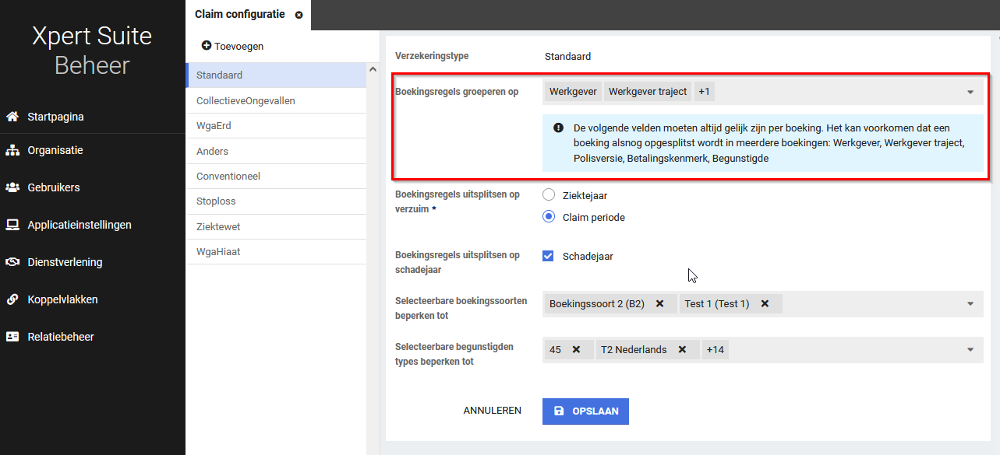 Xpert Suite
Beheer
Startpagina
Organisatie
Gebruikers
Applicatieinstellingen
Dienstverlening
Koppelvlakken
Relatiebeheer
Claim configuratie
Toevoegen
Standaard
CollectieveOngevallen
WgaErd
Anders
Conventioneel
Stoploss
Ziektewet
WgaHiaat
Verzekeringstype
Standaard
Boekingsregels groeperen op
Werkgever Werkgever traject +1
De volgende velden moeten altijd gelijk zijn per boeking. Het kan voorkomen dat een
boeking alsnog opgesplitst wordt in meerdere boekingen: Werkgever, Werkgever traject,
Polisversie, Betalingskenmerk, Begunstigde
Boekingsregels uitsplitsen op
verzuim *
Ziektejaar
Claim periode
Boekingsregels uitsplitsen op
schadejaar
Schadejaar
Selecteerbare boekingssoorten
beperken tot
Boekingssoort 2 (B2) Test 1 (Test 1)
Selecteerbare begunstigden
types beperken tot
45 T2 Nederlands +14
ANNULEREN
OPSLAAN